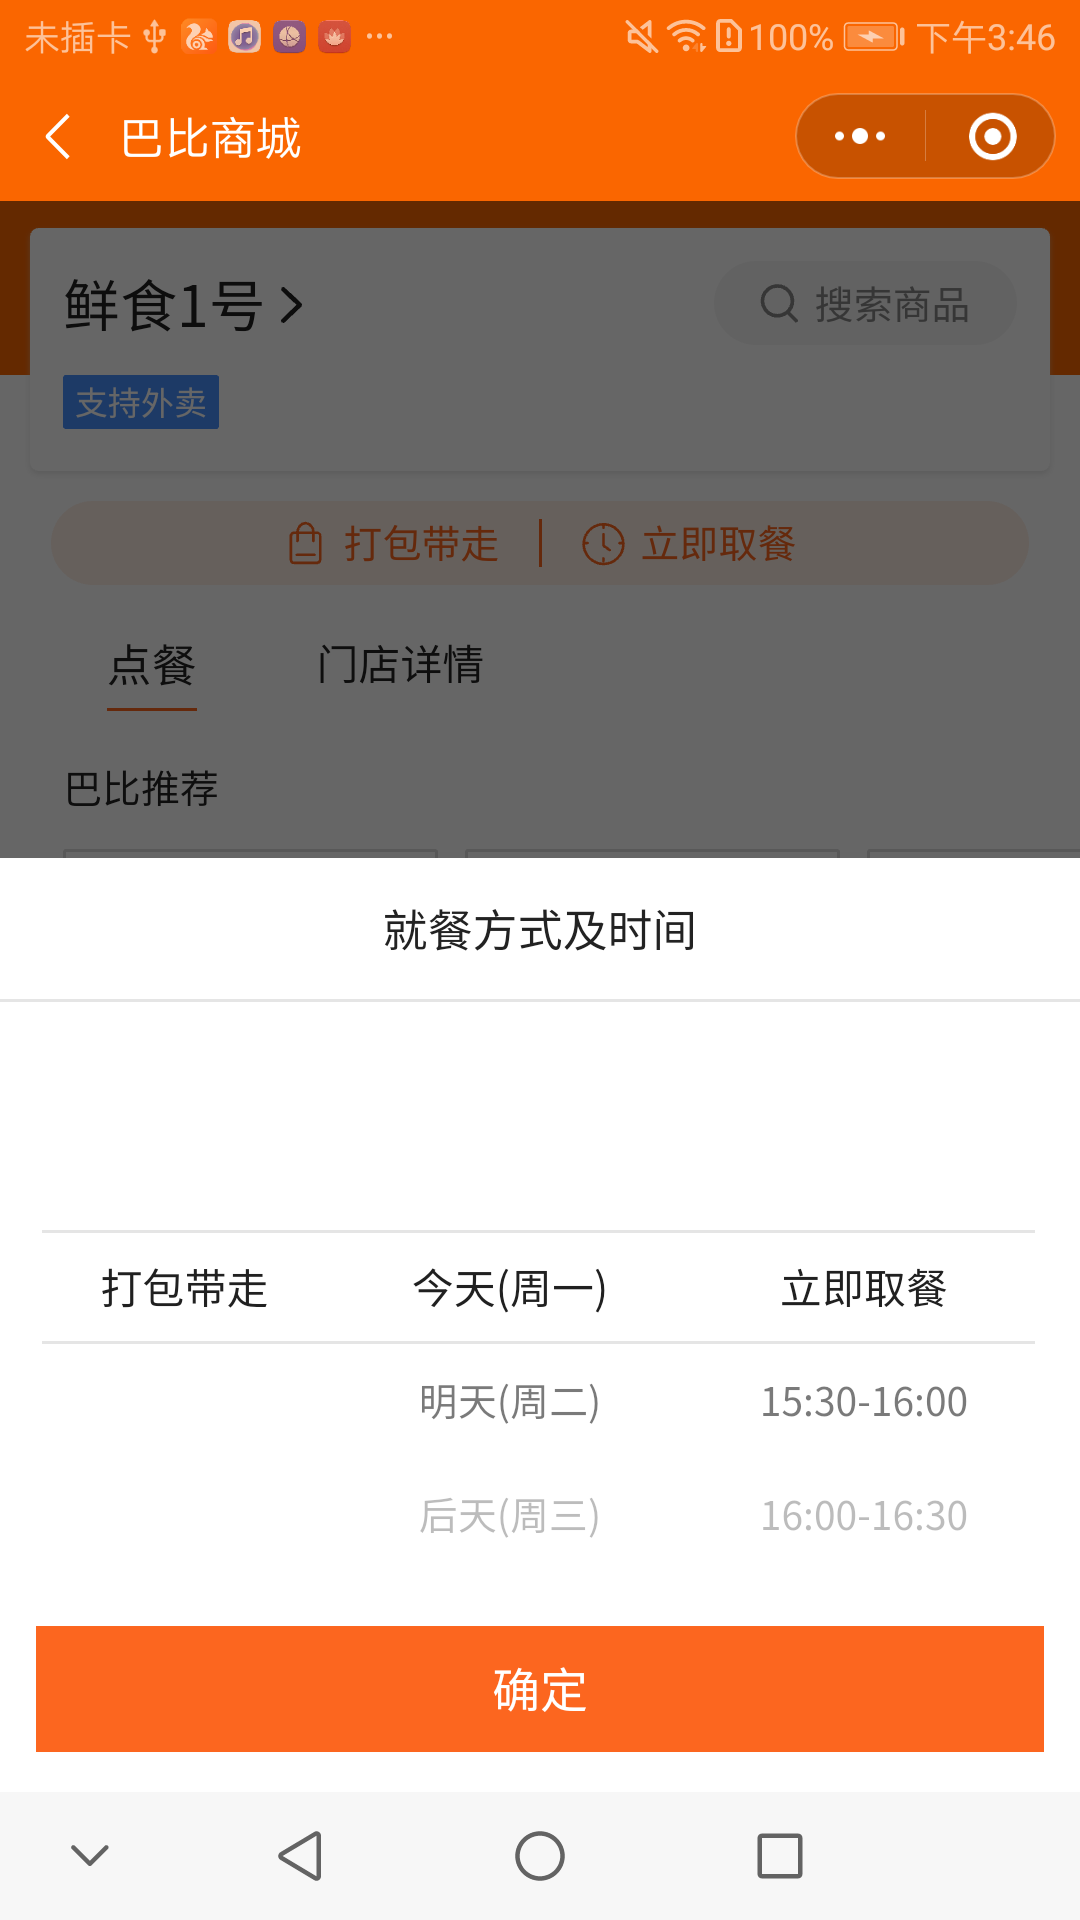 未插卡 100% 下午3:46
巴比商城
鲜食1号
搜索商品
支持外卖
打包带走 立即取餐
点餐 门店详情
巴比推荐
就餐方式及时间
打包带走 今天(周一) 立即取餐
明天(周二) 15:30-16:00
后天(周三) 16:00-16:30
确定